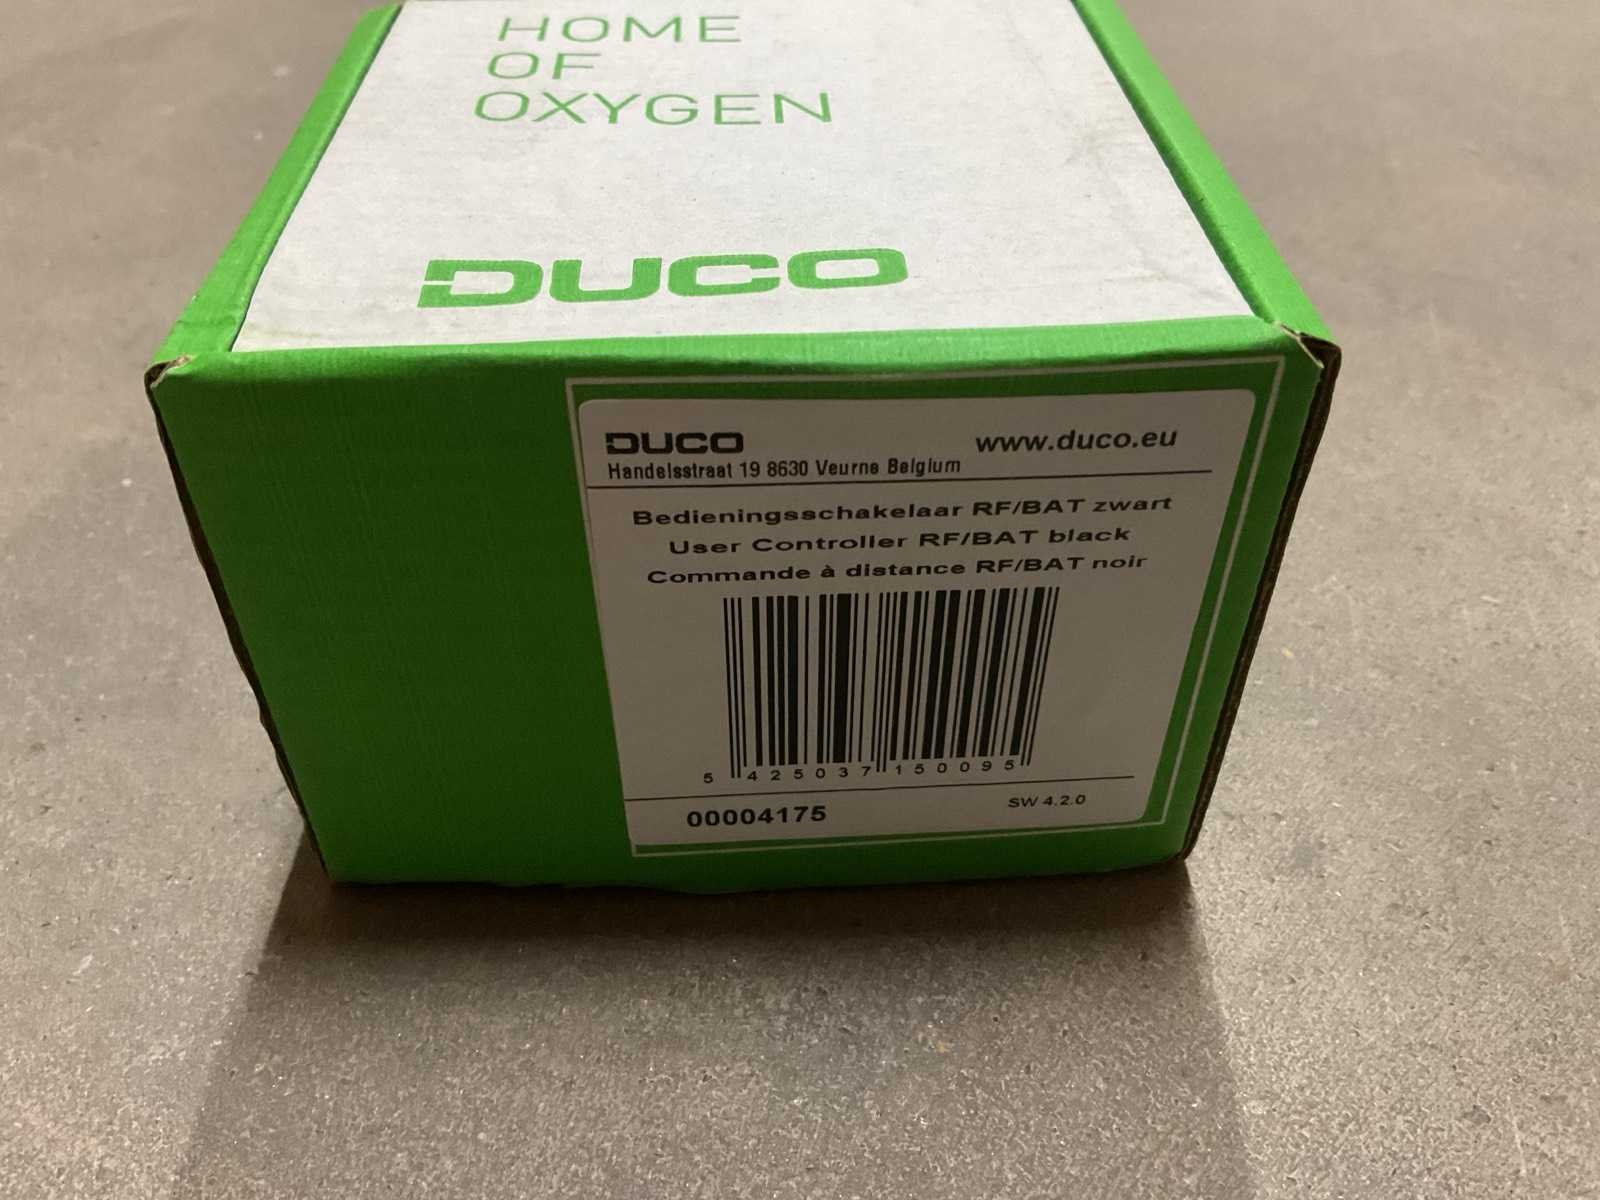 HOME
OF
OXYGEN
DUCO
DUCO
www.duco.eu
Handelsstraat 19 8630 Veurne Belgium
Bedieningsschakelaar RF/BAT zwart
User Controller RF/BAT black
Commande à distance RF/BAT noir
5 425037 150095
00004175
SW 4.2.0